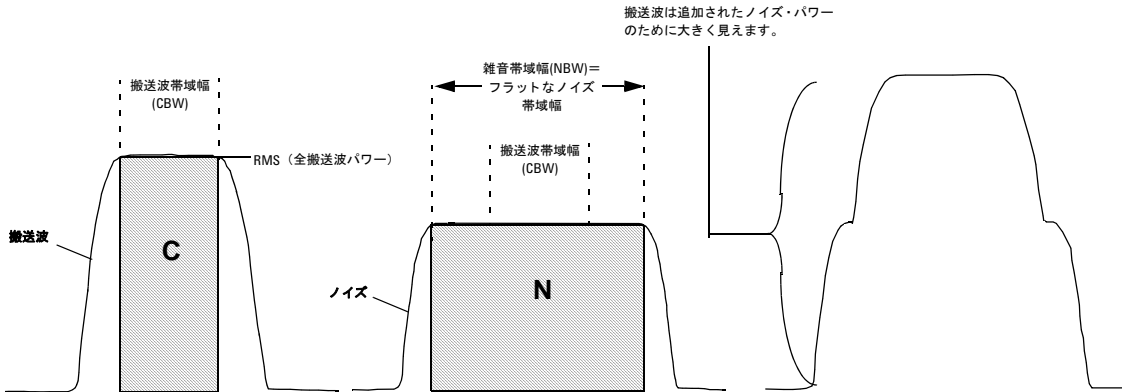 搬送波帯域幅
(CBW)
RMS（全搬送波パワー）
搬送波
C
雑音帯域幅(NBW)＝
フラットなノイズ
帯域幅
搬送波帯域幅
(CBW)
ノイズ
N
搬送波は追加されたノイズ・パワー
のために大きく見えます。